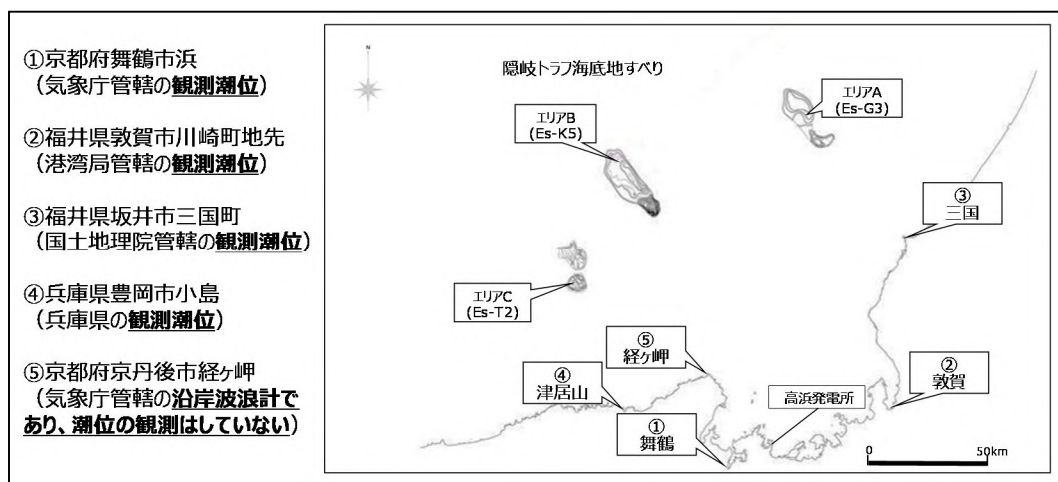 ①京都府舞鶴市浜
（気象庁管轄の観測潮位）
②福井県敦賀市川崎町地先
（港湾局管轄の観測潮位）
③福井県坂井市三国町
（国土地理院管轄の観測潮位）
④兵庫県豊岡市小島
（兵庫県の観測潮位）
⑤京都府京丹後市経ヶ岬
（気象庁管轄の沿岸波浪計で
あり、潮位の観測はしていない）
N
隠岐トラフ海底地すべり
エリアA
(Es-G3)
エリアB
(Es-K5)
③
三国
エリアC
(Es-T2)
⑤
経ケ岬
④
津居山
高浜発電所
②
敦賀
①
舞鶴
0
50km